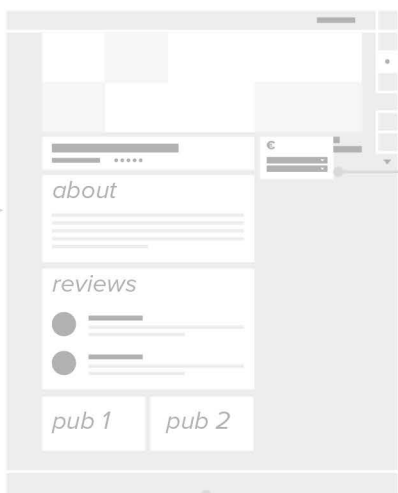 €
about
reviews
pub 1
pub 2